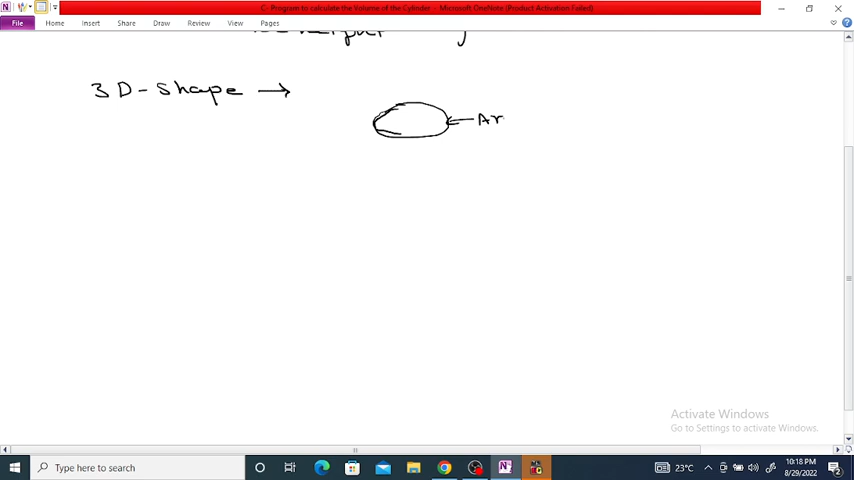 C- Program to calculate the Volume of the Cylinder - Microsoft OneNote (Product Activation Failed)
File Home Insert Share Draw Review View Pages
3D-Shape →
Ar
Activate Windows
Go to Settings to activate Windows.
Type here to search
23°C
10:18 PM
8/29/2022
2